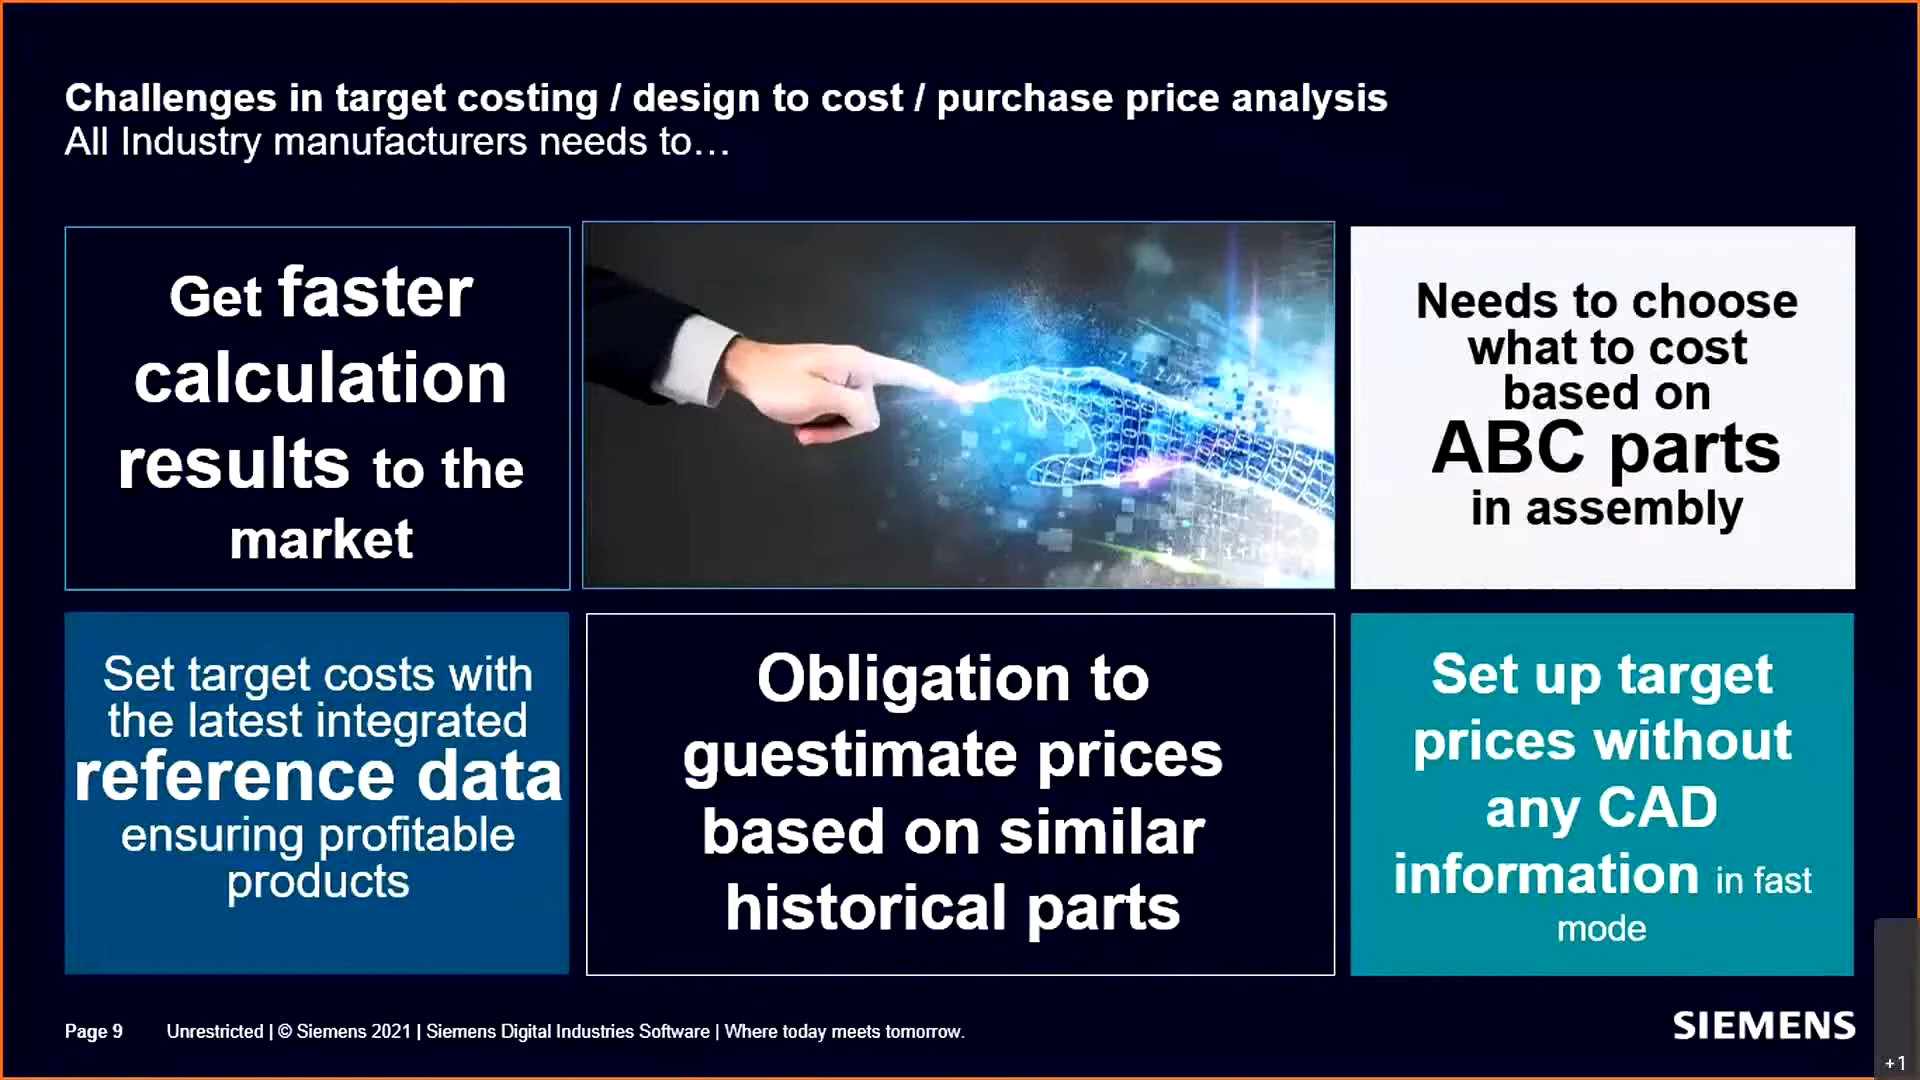 Challenges in target costing / design to cost / purchase price analysis
All Industry manufacturers needs to…
Get faster
calculation
results to the
market
Needs to choose
what to cost
based on
ABC parts
in assembly
Set target costs with
the latest integrated
reference data
ensuring profitable
products
Obligation to
guestimate prices
based on similar
historical parts
Set up target
prices without
any CAD
information in fast
mode
Page 9 Unrestricted | © Siemens 2021 | Siemens Digital Industries Software | Where today meets tomorrow.
SIEMENS
+1